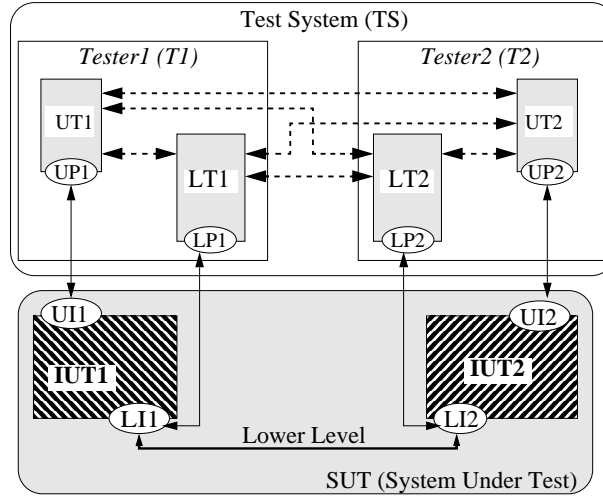 Test System (TS)
Tester1 (T1)
Tester2 (T2)
UT1
UT2
UP1
LT1
LT2
UP2
LP1
LP2
UI1
UI2
IUT1
IUT2
LI1
LI2
Lower Level
SUT (System Under Test)